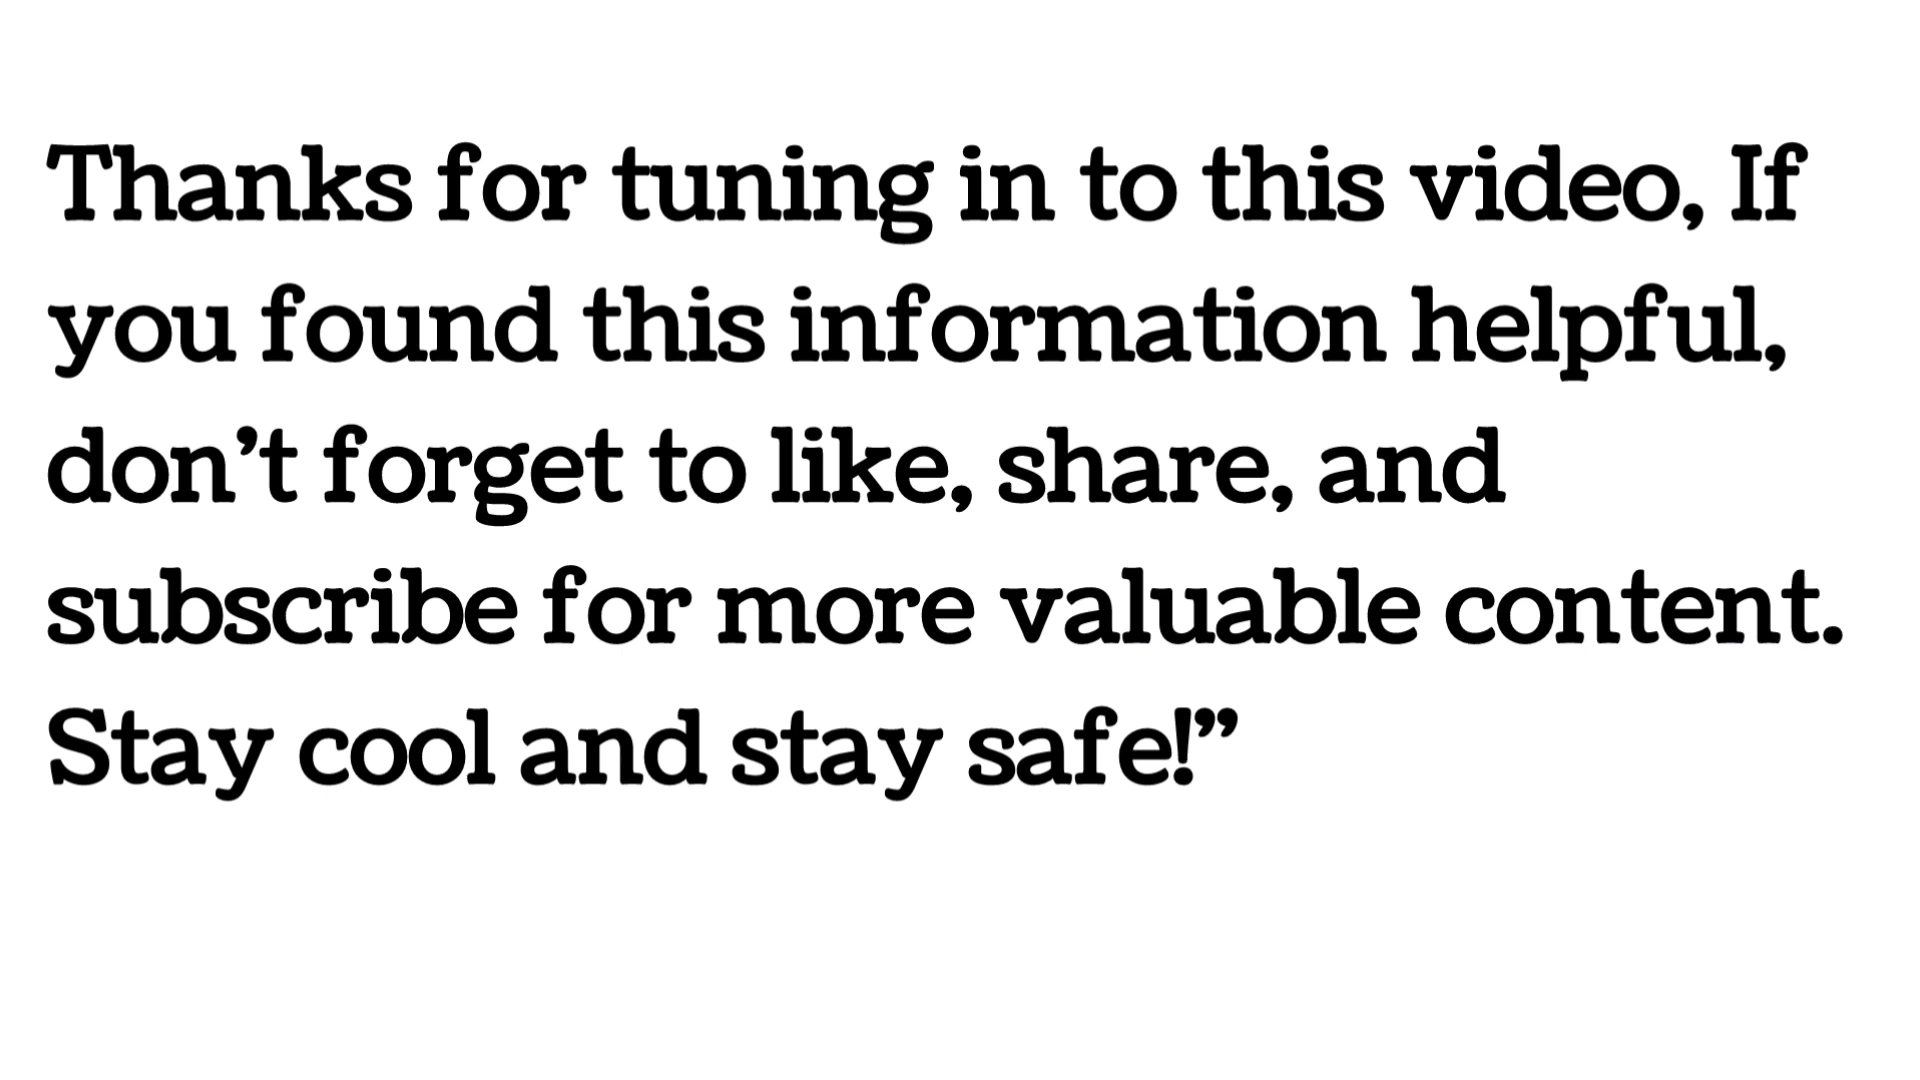 Thanks for tuning in to this video, If
you found this information helpful,
don’t forget to like, share, and
subscribe for more valuable content.
Stay cool and stay safe!”